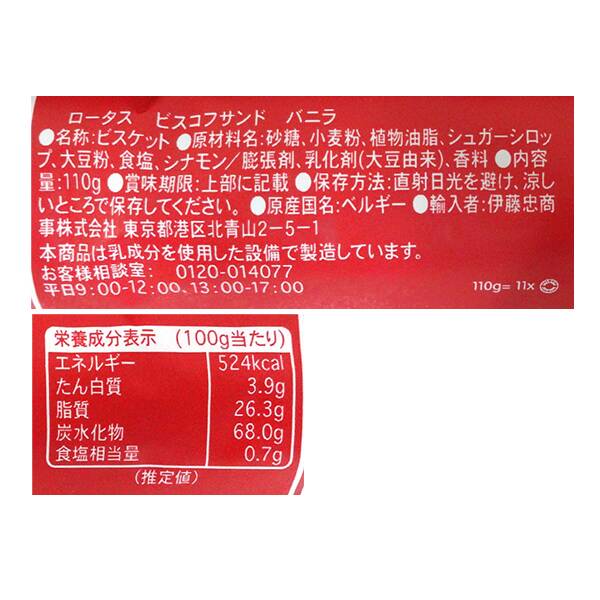 ロータス ビスコフサンド バニラ
●名称:ビスケット●原材料名:砂糖、小麦粉、植物油脂、シュガーシロッ
プ、大豆粉、食塩、シナモン／膨張剤、乳化剤(大豆由来)、香料●内容
量:110g●賞味期限:上部に記載●保存方法:直射日光を避け、涼し
いところで保存してください。●原産国名:ベルギー●輸入者:伊藤忠商
事株式会社 東京都港区北青山2-5-1
本商品は乳成分を使用した設備で製造しています。
お客様相談室: 0120-014077
平日9:00-12:00、13:00-17:00
110g= 11x
栄養成分表示 (100g当たり)
エネルギー 524kcal
たん白質 3.9g
脂質 26.3g
炭水化物 68.0g
食塩相当量 0.7g
(推定値)